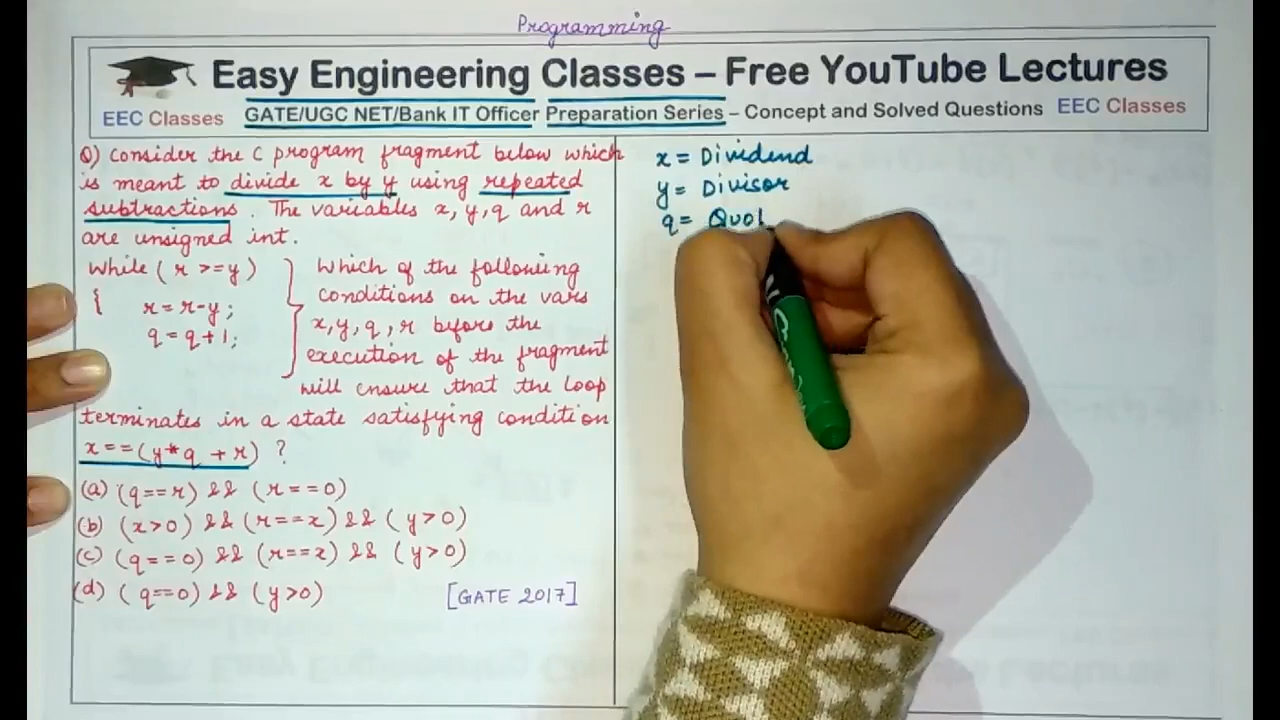 Programming
Easy Engineering Classes – Free YouTube Lectures
EEC Classes GATE/UGC NET/Bank IT Officer Preparation Series – Concept and Solved Questions EEC Classes
Q) Consider the C program fragment below which
is meant to divide x by y using repeated
subtractions. The variables x, y, q and r
are unsigned int.
While (r >= y)
{
r = r-y;
q = q+1;
}
Which of the following
conditions on the vars
x, y, q, r before the
execution of the fragment
will ensure that the loop
terminates in a state satisfying condition
x == (y*q + r) ?
(a) (q==r) && (r==0)
(b) (x>0) && (r==x) && (y>0)
(c) (q==0) && (r==x) && (y>0)
(d) (q==0) && (y>0) [GATE 2017]
x = Dividend
y = Divisor
q = Quot